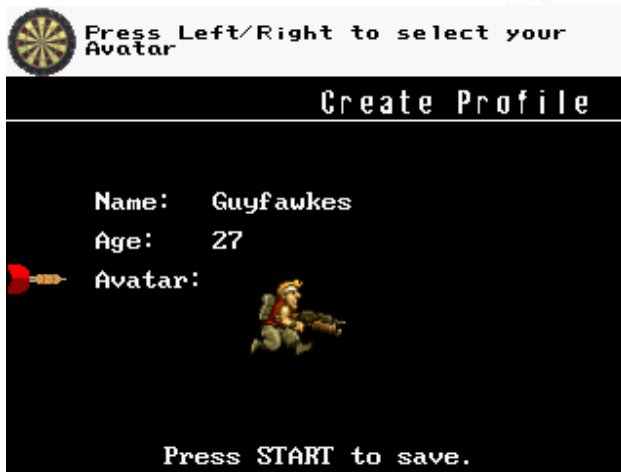 Press Left/Right to select your
Avatar
Create Profile
Name: Guyfawkes
Age: 27
Avatar:
Press START to save.